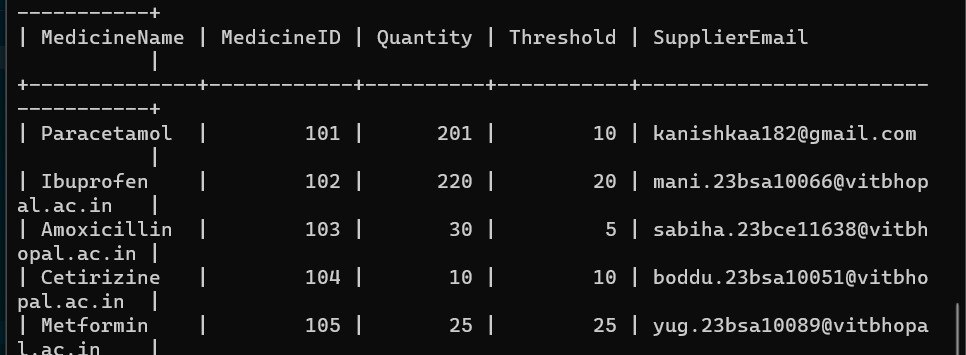 -----------+
| MedicineName | MedicineID | Quantity | Threshold | SupplierEmail
           |
+--------------+------------+----------+-----------+------------------------
-----------+
| Paracetamol  |        101 |      201 |        10 | kanishkaa182@gmail.com
           |
| Ibuprofen    |        102 |      220 |        20 | mani.23bsa10066@vitbhop
al.ac.in   |
| Amoxicillin  |        103 |       30 |         5 | sabiha.23bce11638@vitbh
opal.ac.in |
| Cetirizine   |        104 |       10 |        10 | boddu.23bsa10051@vitbho
pal.ac.in  |
| Metformin    |        105 |       25 |        25 | yug.23bsa10089@vitbhopa
l.ac.in    |